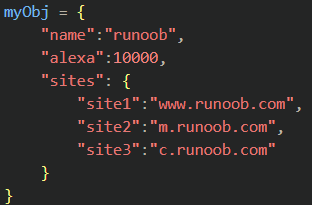 myObj = {
    "name":"runoob",
    "alexa":10000,
    "sites": {
        "site1":"www.runoob.com",
        "site2":"m.runoob.com",
        "site3":"c.runoob.com"
    }
}